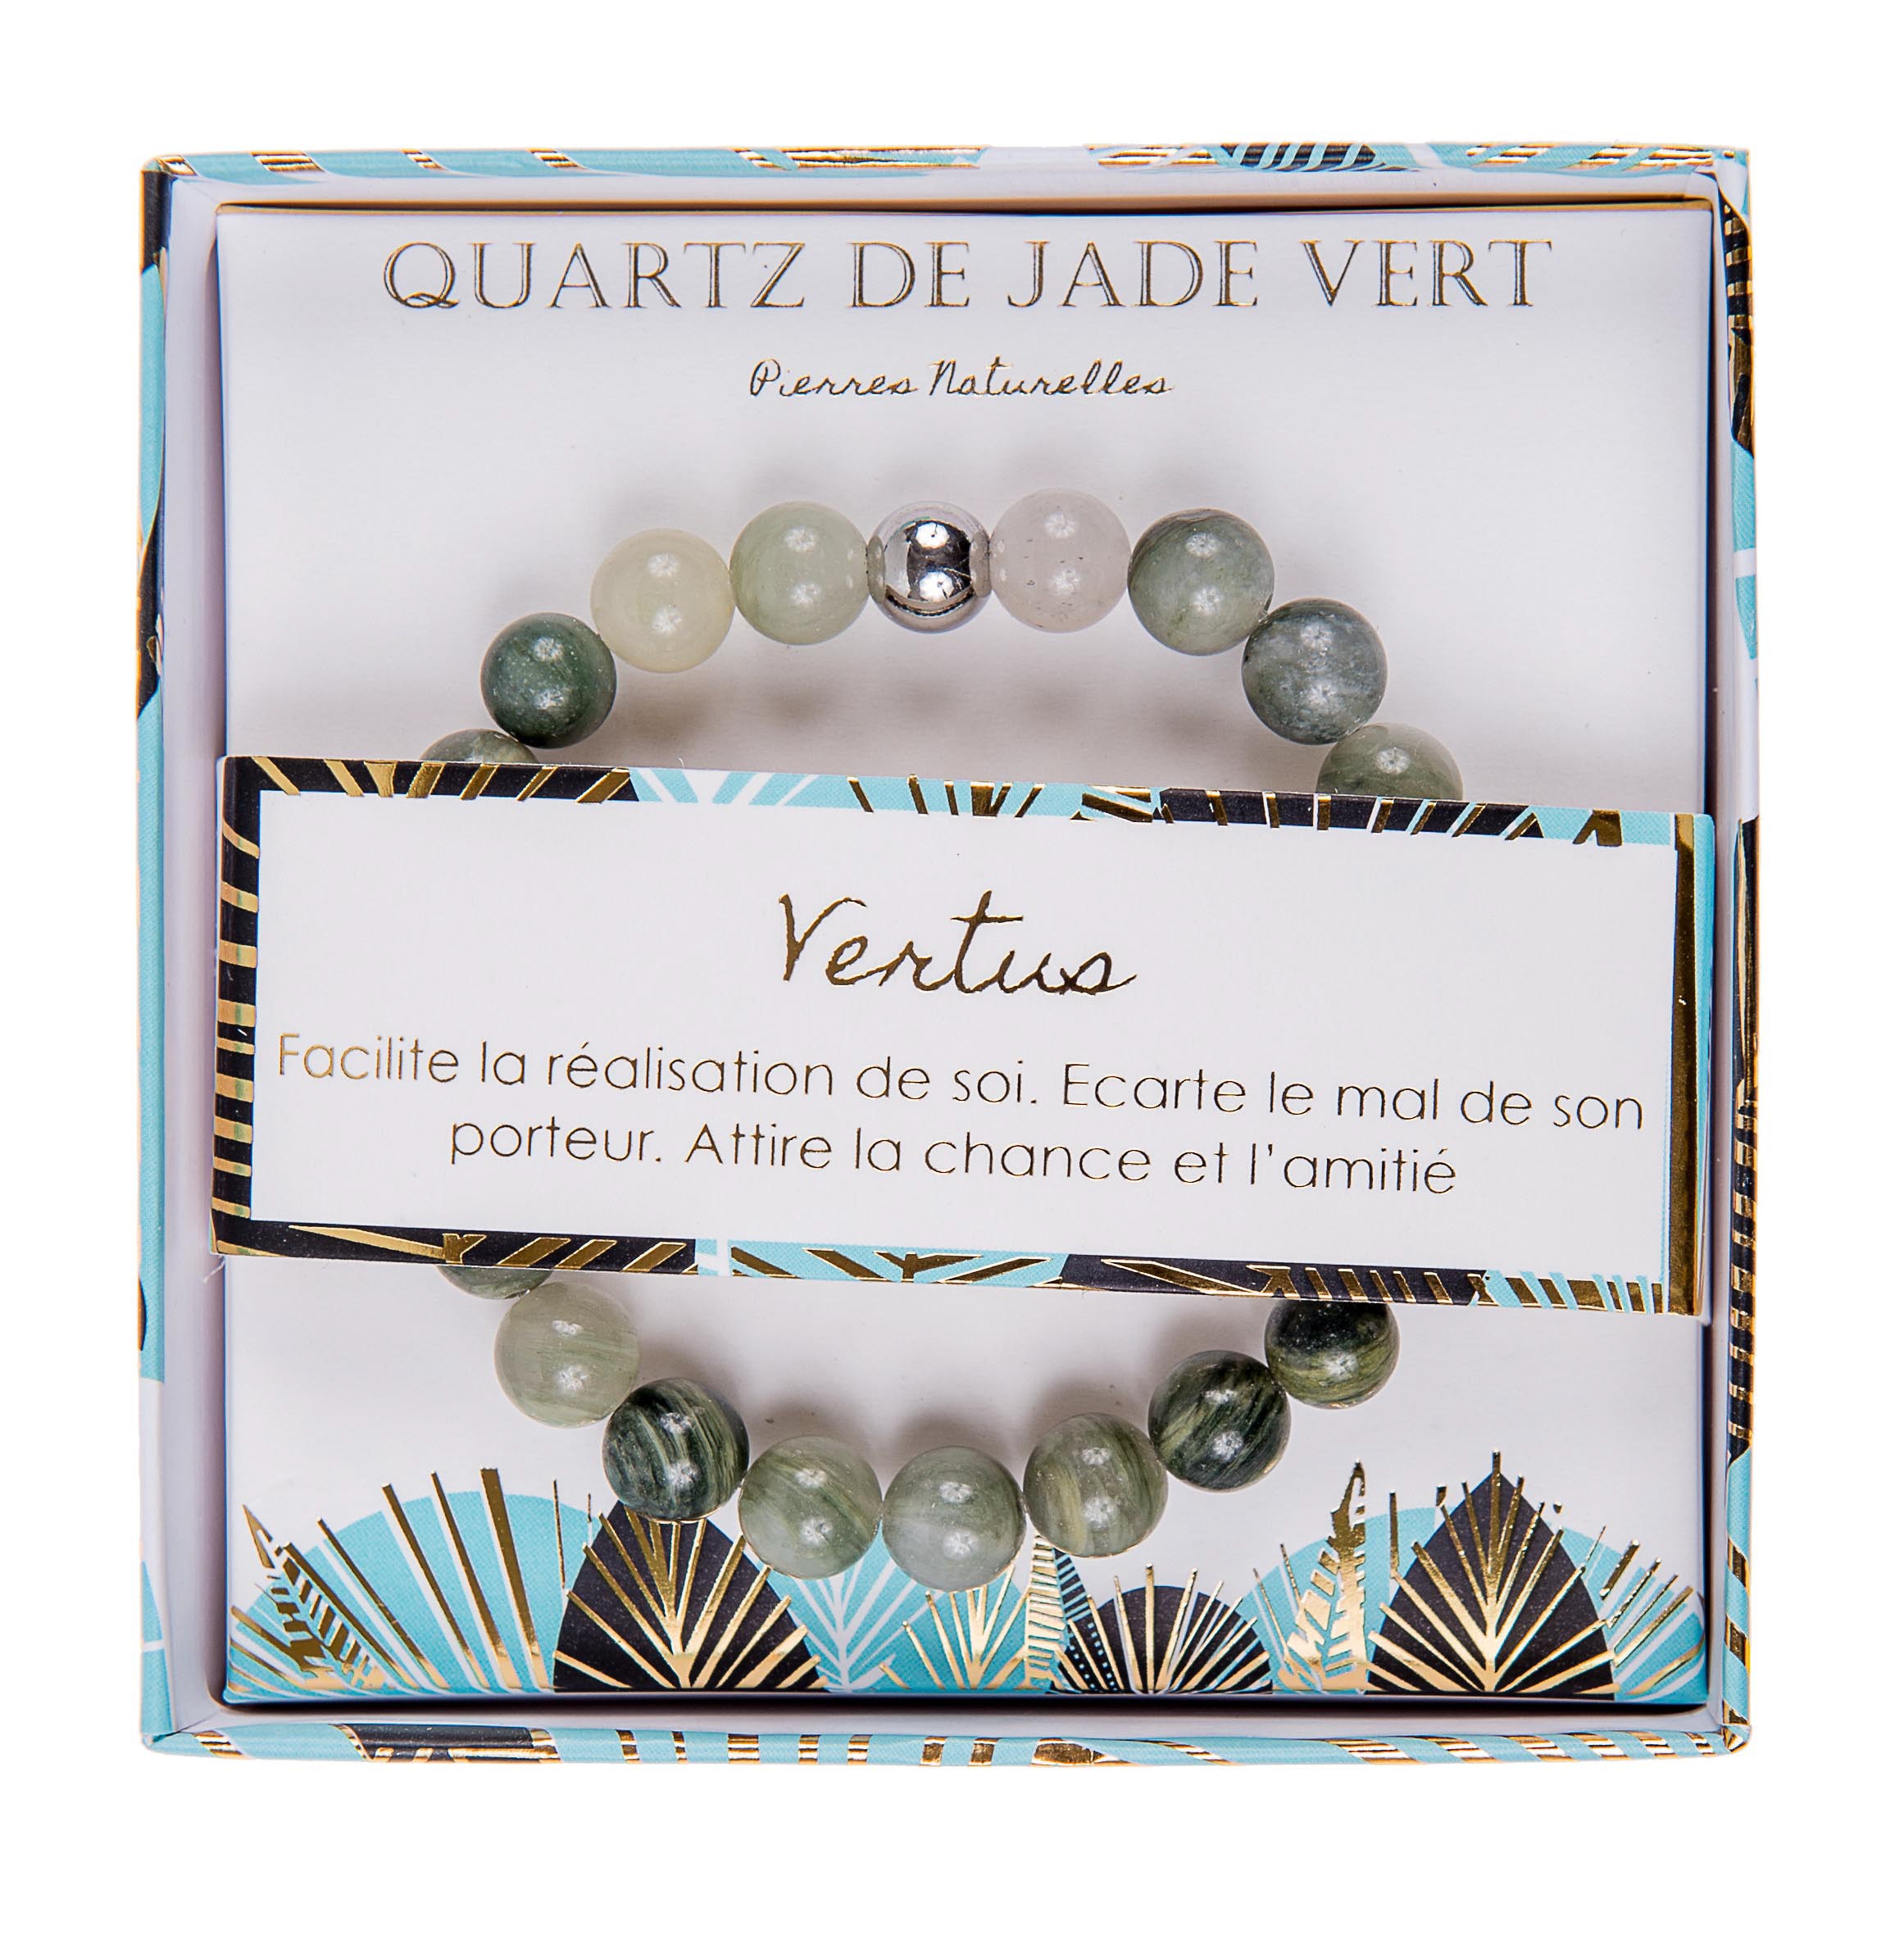 QUARTZ DE JADE VERT
Pierres Naturelles
Vertus
Facilite la réalisation de soi. Ecarte le mal de son
porteur. Attire la chance et l'amitié